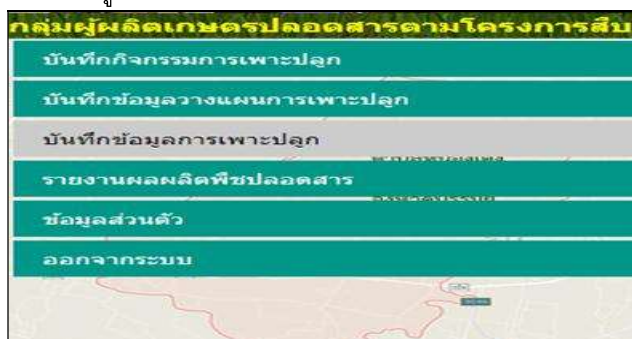 กลุ่มผู้ผลิตเกษตรปลอดสารตามโครงการสืบ
บันทึกกิจกรรมการเพาะปลูก
บันทึกข้อมูลวางแผนการเพาะปลูก
บันทึกข้อมูลการเพาะปลูก
รายงานผลผลิตพืชปลอดสาร
ข้อมูลส่วนตัว
ออกจากระบบ